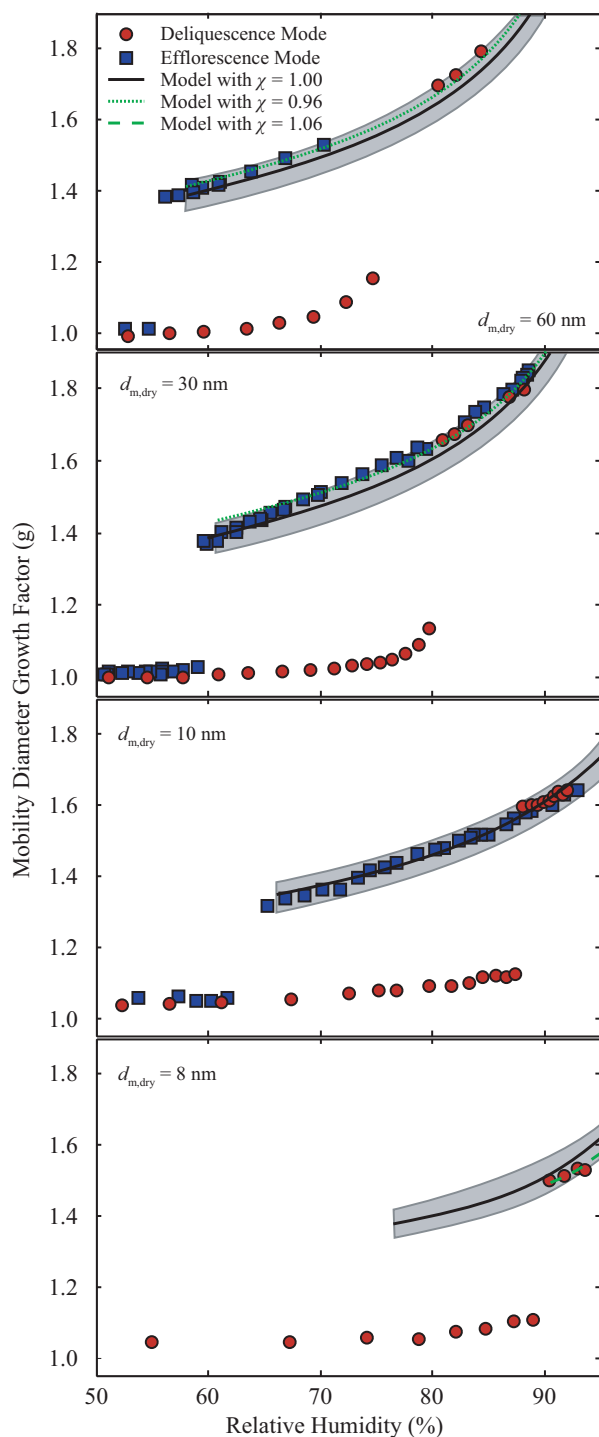 1.8
1.6
1.4
1.2
1.0
Deliquescence Mode
Efflorescence Mode
Model with χ = 1.00
Model with χ = 0.96
Model with χ = 1.06
d_m,dry = 60 nm
1.8
1.6
1.4
1.2
1.0
d_m,dry = 30 nm
Mobility Diameter Growth Factor (g)
1.8
1.6
1.4
1.2
1.0
d_m,dry = 10 nm
1.8
1.6
1.4
1.2
1.0
d_m,dry = 8 nm
50 60 70 80 90
Relative Humidity (%)